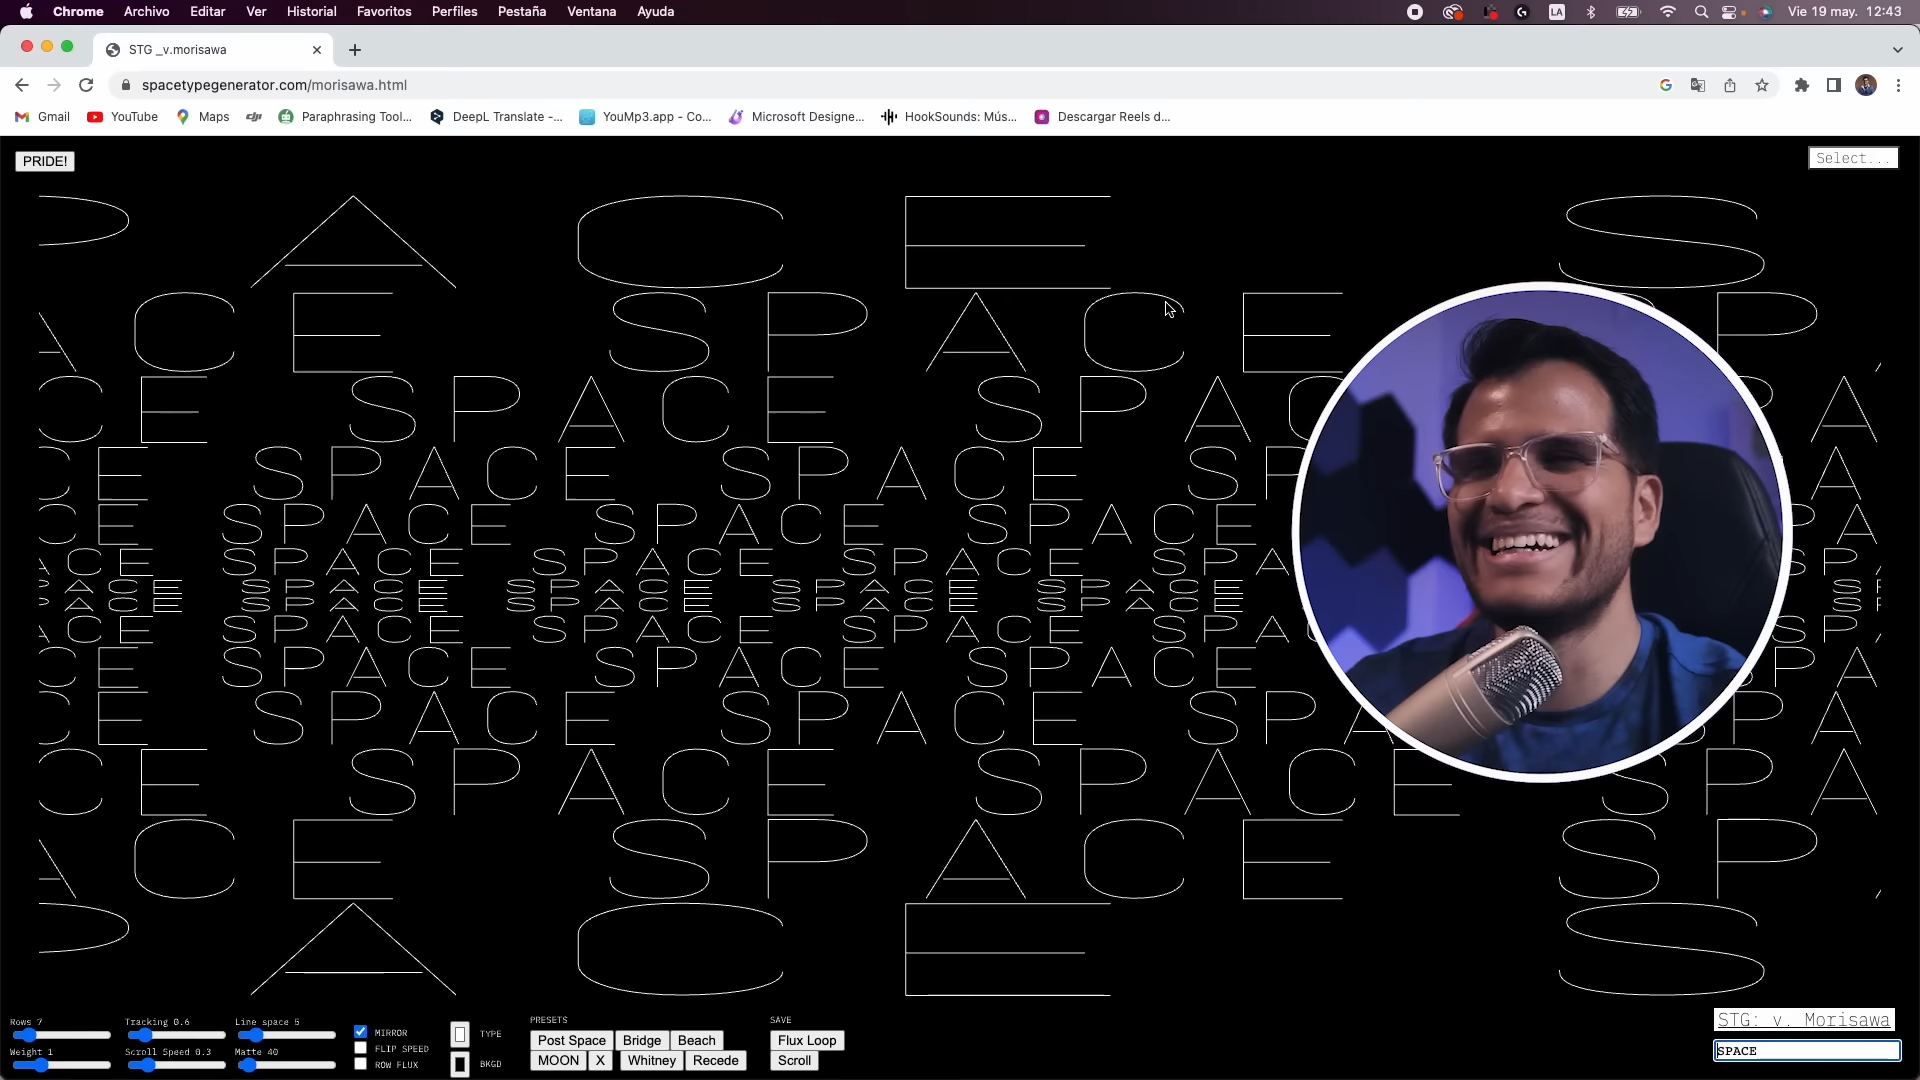 Chrome Archivo Editar Ver Historial Favoritos Perfiles Pestaña Ventana Ayuda LA Vie 19 may. 12:43
STG _v.morisawa
spacetypegenerator.com/morisawa.html
Gmail YouTube Maps dji Paraphrasing Tool... DeepL Translate -... YouMp3.app - Co... Microsoft Designe... HookSounds: Mús... Descargar Reels d...
PRIDE! Select...
P A C E S
A C E S P A C E P
C E S P A C E S P A C A
C E S P A C E S P A C E S P A
C E S P A C E S P A C E S P A C E P A
A C E S P A C E S P A C E S P A C E S P A S P
P A C E S P A C E S P A C E S P A C E S P A C E S P
P A C E S P A C E S P A C E S P A C E S P A C E S P
A C E S P A C E S P A C E S P A C E S P A S P
C E S P A C E S P A C E S P A C E P A
C E S P A C E S P A C E S P A P A
C E S P A C E S P A C E S P A
A C E S P A C E S P
P A C E S
Rows 7 Tracking 0.6 Line space 5 MIRROR TYPE PRESETS SAVE
Weight 1 Scroll Speed 0.3 Matte 40 FLIP SPEED BKGD Post Space Bridge Beach Flux Loop
ROW FLUX MOON X Whitney Recede Scroll
STG: v. Morisawa
SPACE